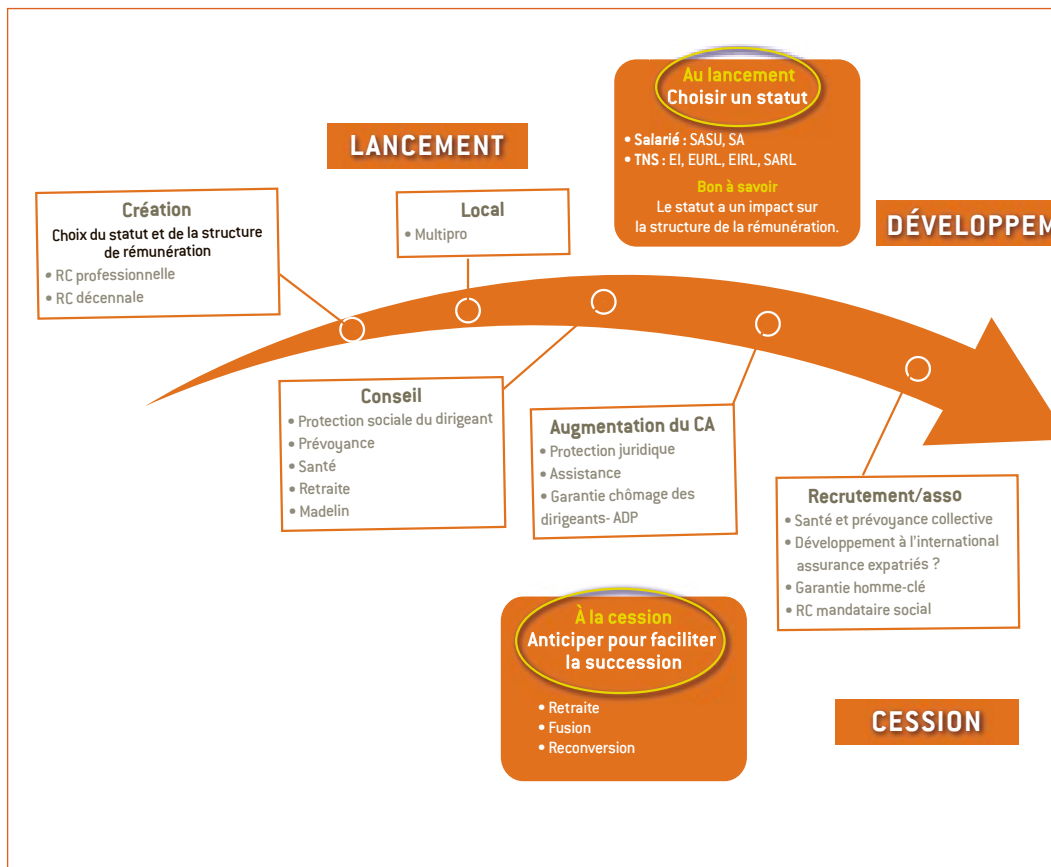 Au lancement
Choisir un statut
• Salarié : SASU, SA
• TNS : EI, EURL, EIRL, SARL
Bon à savoir
Le statut a un impact sur
la structure de la rémunération.
LANCEMENT
Création
Choix du statut et de la structure
de rémunération
• RC professionnelle
• RC décennale
Local
• Multipro
DÉVELOPPEM
Conseil
• Protection sociale du dirigeant
• Prévoyance
• Santé
• Retraite
• Madelin
Augmentation du CA
• Protection juridique
• Assistance
• Garantie chômage des
dirigeants- ADP
Recrutement/asso
• Santé et prévoyance collective
• Développement à l'international
assurance expatriés ?
• Garantie homme-clé
• RC mandataire social
À la cession
Anticiper pour faciliter
la succession
• Retraite
• Fusion
• Reconversion
CESSION